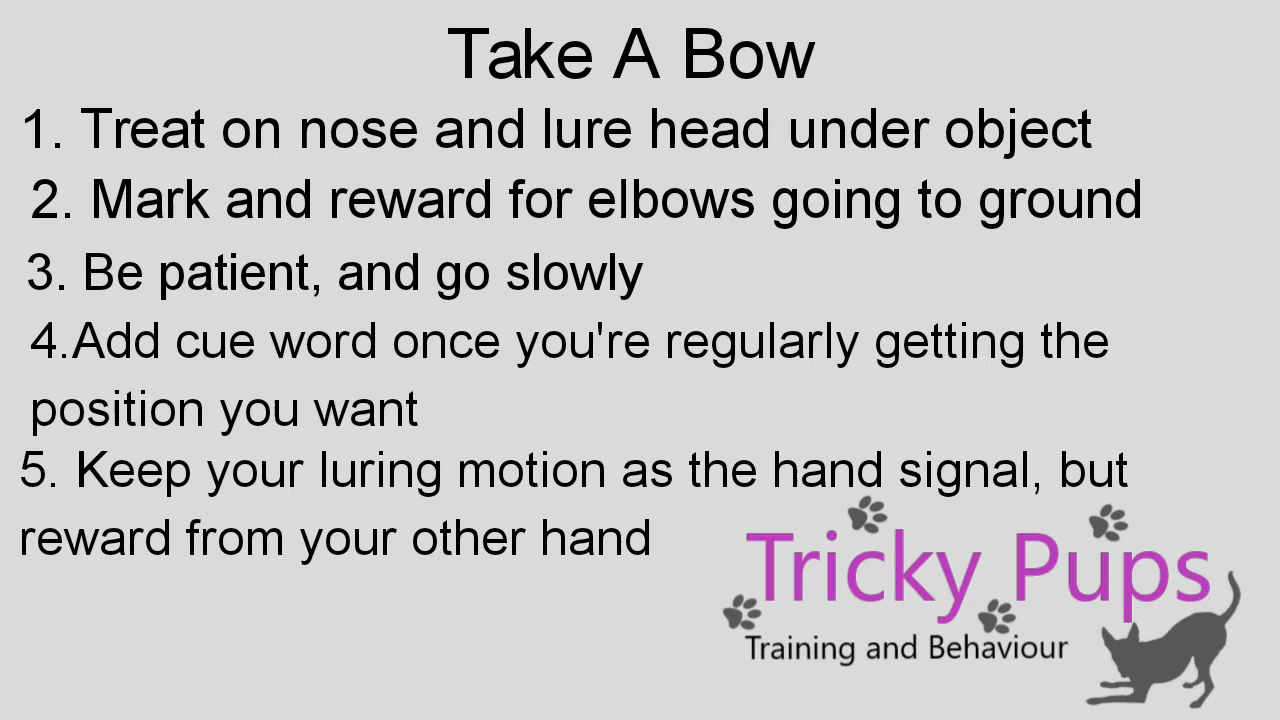 Take A Bow
1. Treat on nose and lure head under object
2. Mark and reward for elbows going to ground
3. Be patient, and go slowly
4.Add cue word once you're regularly getting the
position you want
5. Keep your luring motion as the hand signal, but
reward from your other hand
Tricky Pups
Training and Behaviour